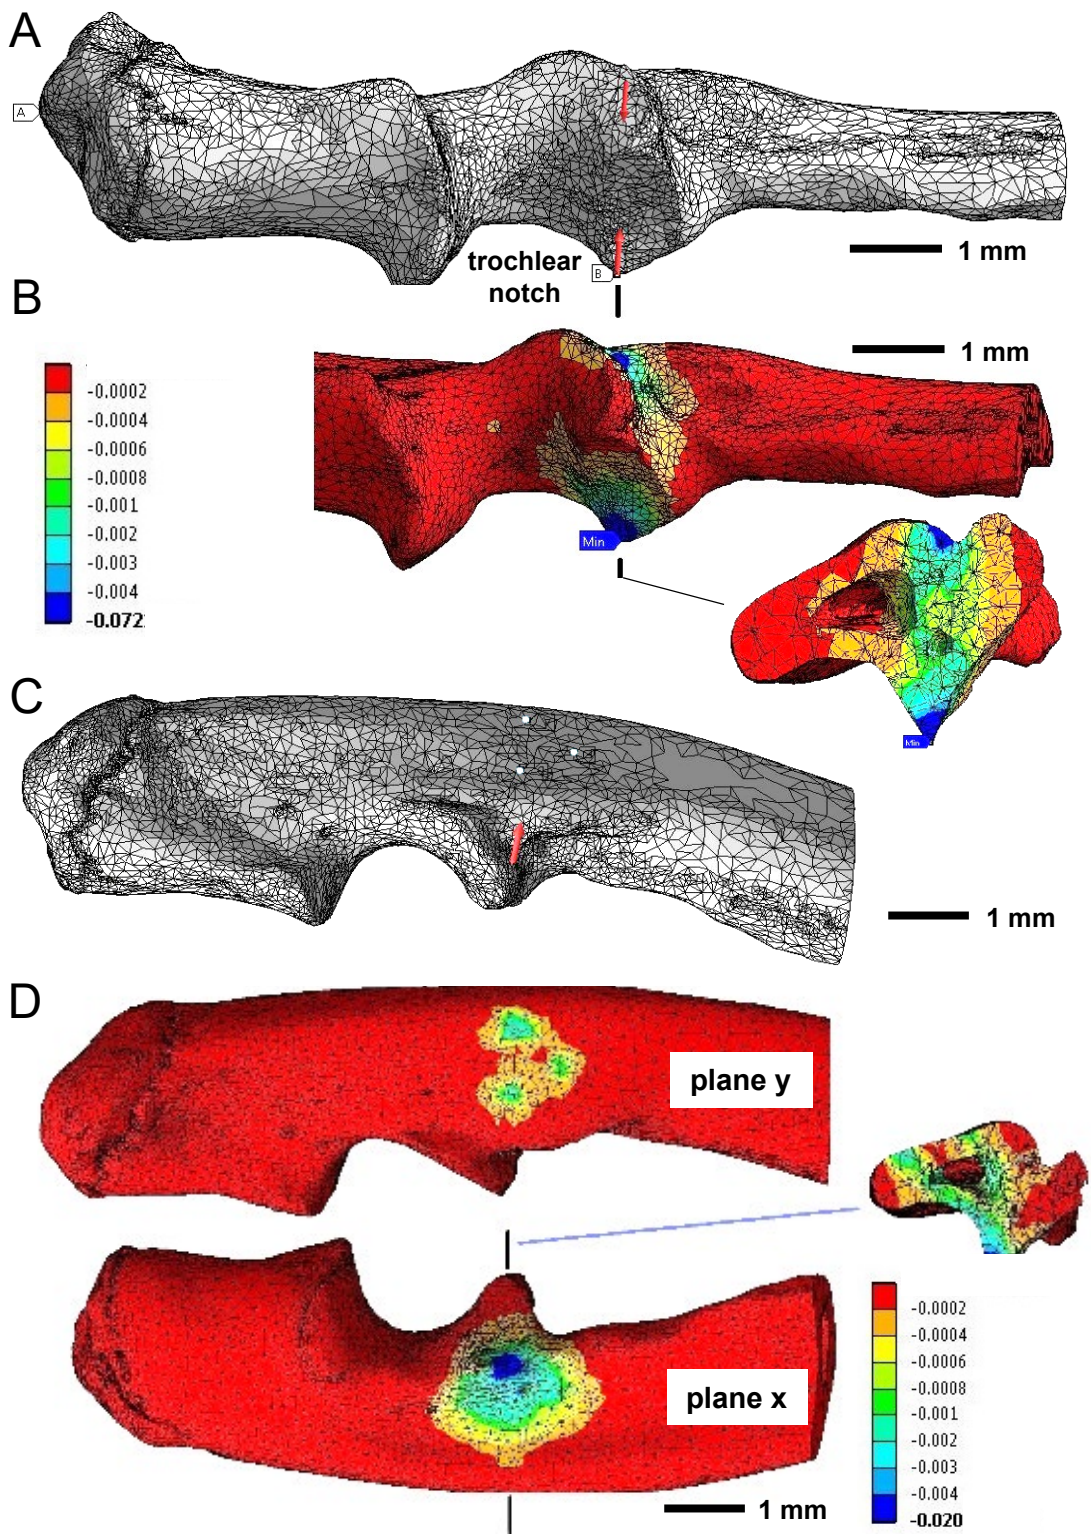 A
A
trochlear
notch
B
1 mm
B
1 mm
-0.0002
-0.0004
-0.0006
-0.0008
-0.001
-0.002
-0.003
-0.004
-0.072
Min
Min
C
1 mm
D
plane y
plane x
-0.0002
-0.0004
-0.0006
-0.0008
-0.001
-0.002
-0.003
-0.004
-0.020
1 mm